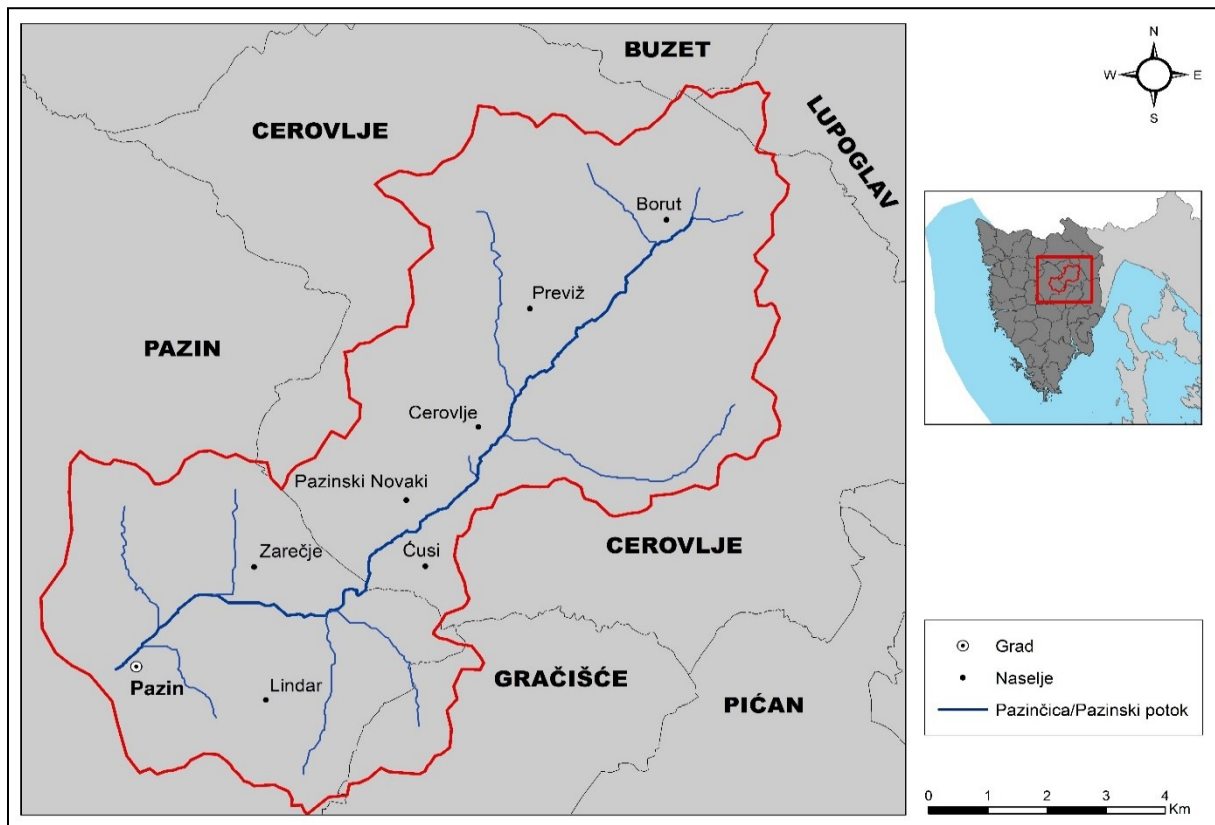 BUZET
CEROVLJE
LUPOGLAV
Borut
Previž
PAZIN
Cerovlje
Pazinski Novaki
Zarečje
Ćusi
CEROVLJE
Pazin
Lindar
GRAČIŠĆE
PIĆAN
N
W E
S
Grad
Naselje
Pazinčica/Pazinski potok
0 1 2 3 4
Km